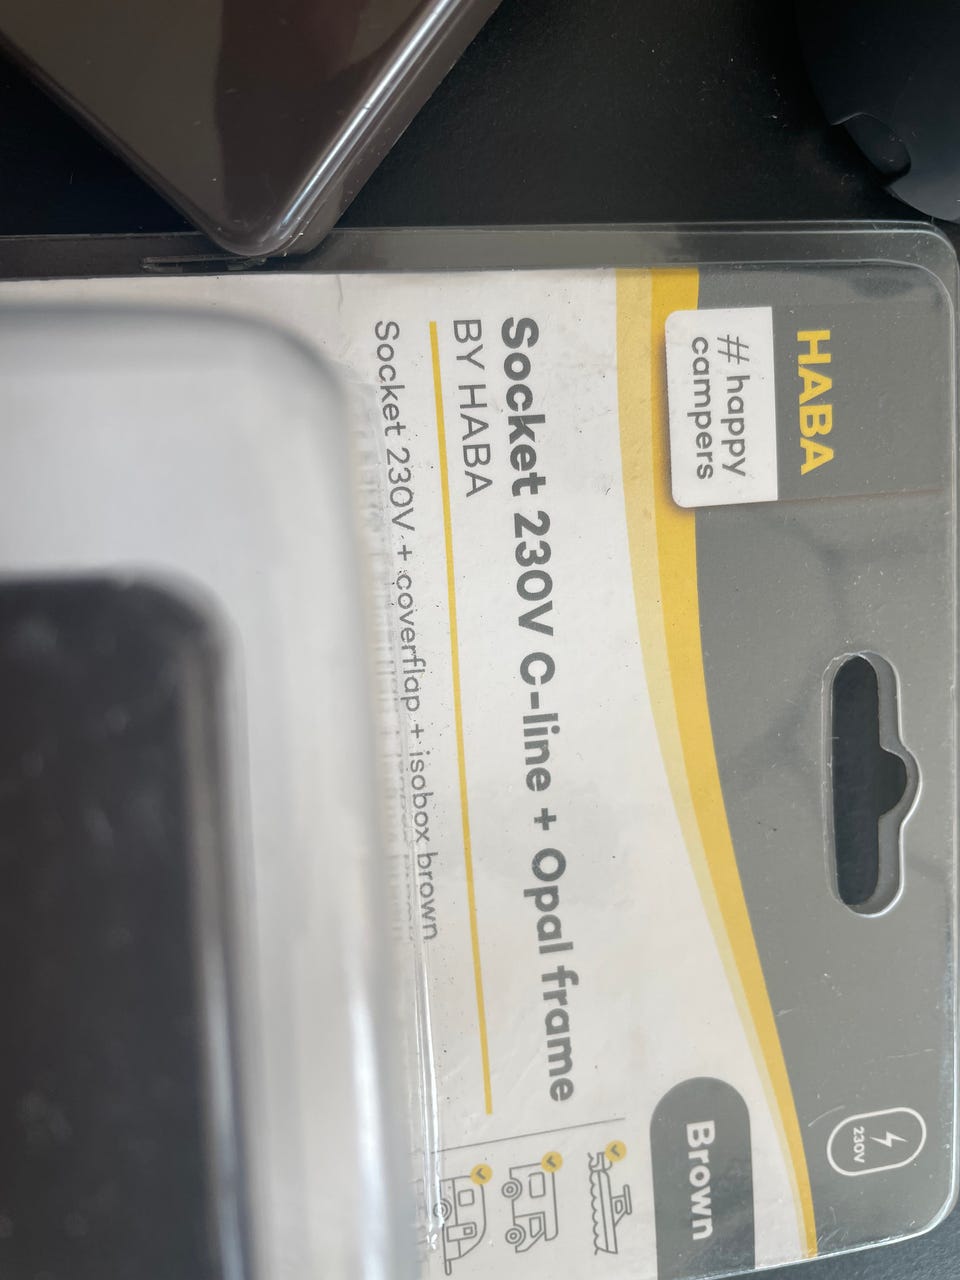 HABA
# happy
campers
230V
Brown
Socket 230V C-line + Opal frame
BY HABA
Socket 230V + coverflap + isobox brown